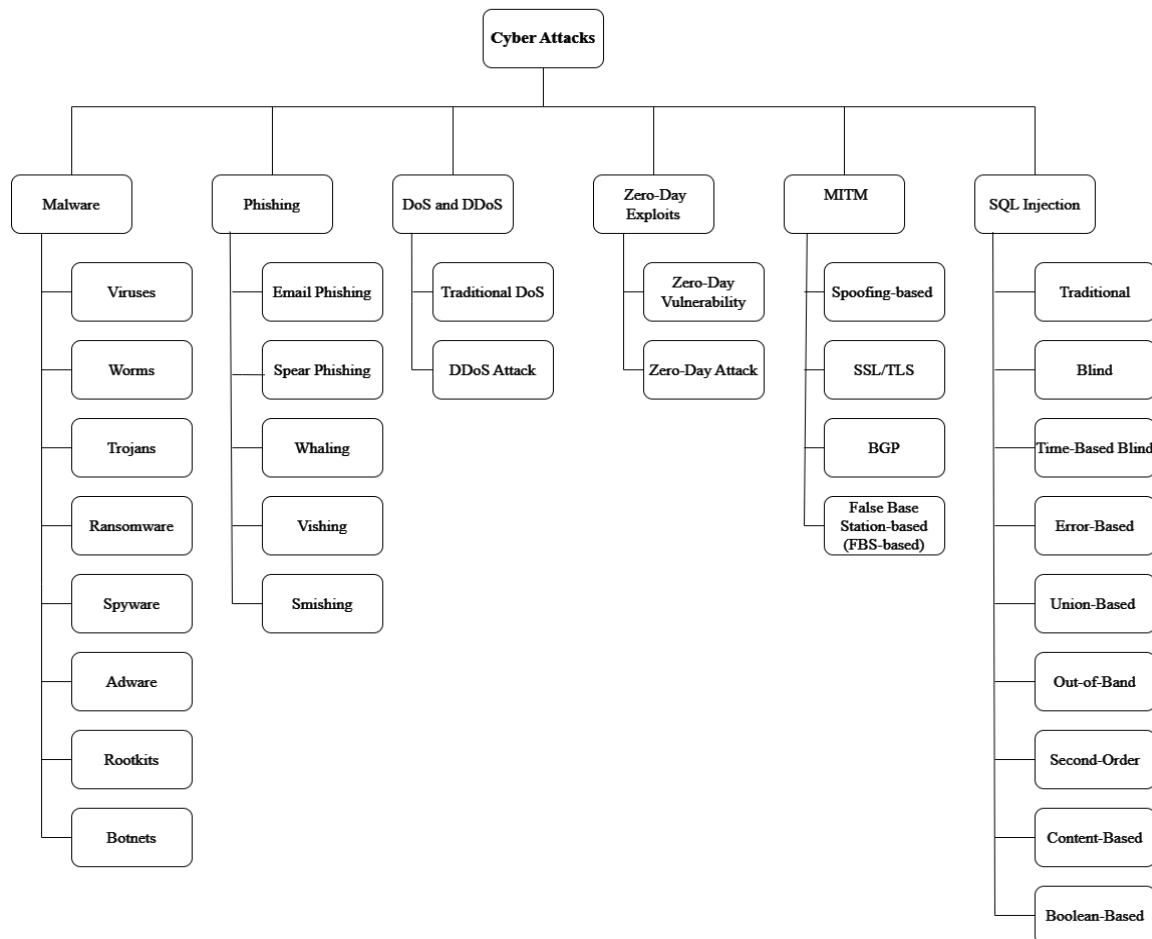 Cyber Attacks
Malware
Phishing
DoS and DDoS
Zero-Day
Exploits
MITM
SQL Injection
Viruses
Worms
Trojans
Ransomware
Spyware
Adware
Rootkits
Botnets
Email Phishing
Spear Phishing
Whaling
Vishing
Smishing
Traditional DoS
DDoS Attack
Zero-Day
Vulnerability
Zero-Day Attack
Spoofing-based
SSL/TLS
BGP
False Base
Station-based
(FBS-based)
Traditional
Blind
Time-Based Blind
Error-Based
Union-Based
Out-of-Band
Second-Order
Content-Based
Boolean-Based